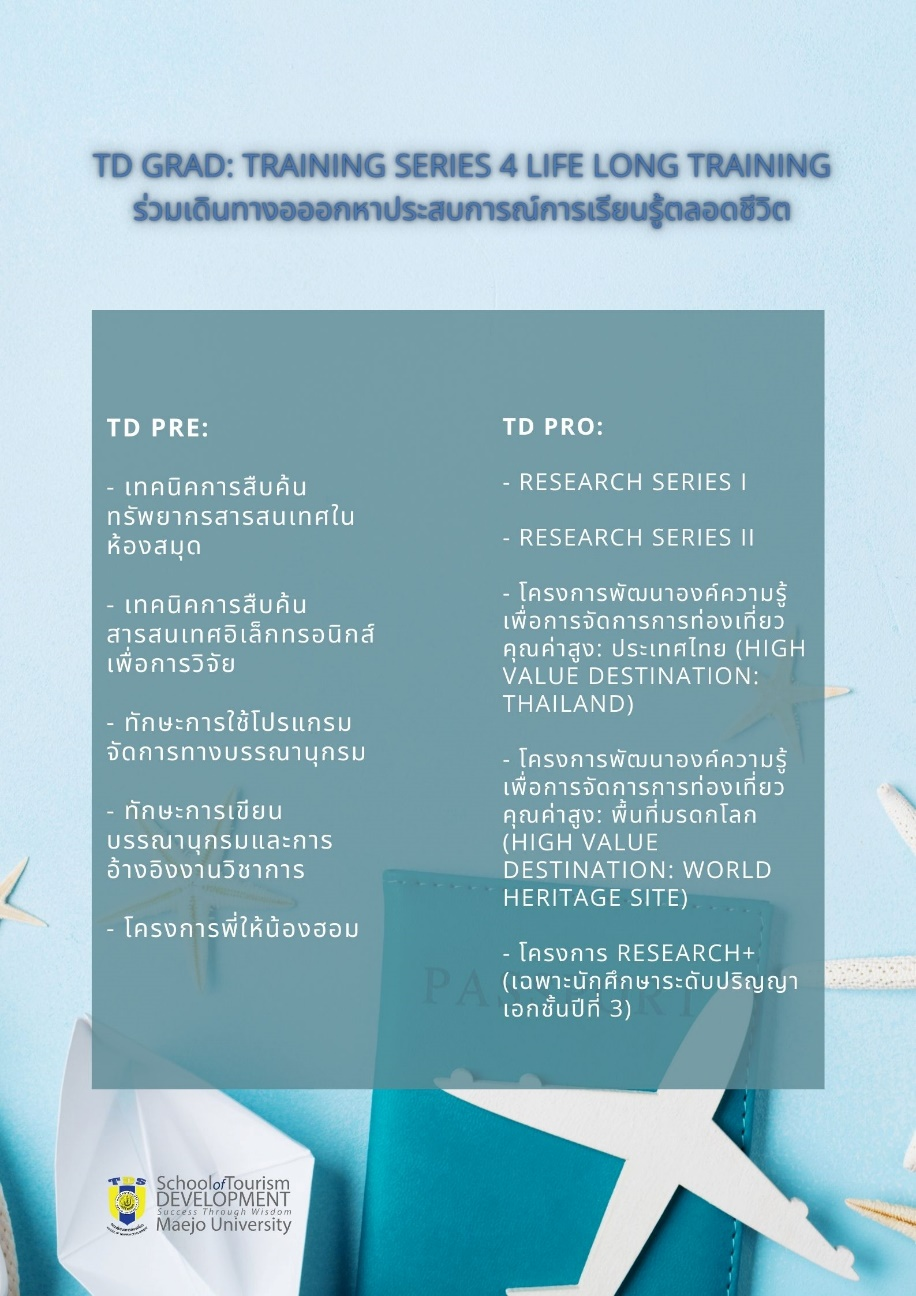 TD GRAD: TRAINING SERIES 4 LIFE LONG TRAINING
ร่วมเดินทางอออกหาประสบการณ์การเรียนรู้ตลอดชีวิต
TD PRE:
- เทคนิคการสืบค้น
ทรัพยากรสารสนเทศใน
ห้องสมุด
- เทคนิคการสืบค้น
สารสนเทศอิเล็กทรอนิกส์
เพื่อการวิจัย
- ทักษะการใช้โปรแกรม
จัดการทางบรรณานุกรม
- ทักษะการเขียน
บรรณานุกรมและการ
อ้างอิงงานวิชาการ
- โครงการพี่ให้น้องฮอม
TD PRO:
- RESEARCH SERIES I
- RESEARCH SERIES II
- โครงการพัฒนาองค์ความรู้
เพื่อการจัดการการท่องเที่ยว
คุณค่าสูง: ประเทศไทย (HIGH
VALUE DESTINATION:
THAILAND)
- โครงการพัฒนาองค์ความรู้
เพื่อการจัดการการท่องเที่ยว
คุณค่าสูง: พื้นที่มรดกโลก
(HIGH VALUE
DESTINATION: WORLD
HERITAGE SITE)
- โครงการ RESEARCH+
(เฉพาะนักศึกษาระดับปริญญา
เอกชั้นปีที่ 3)
PASSPORT
TDS
School of Tourism
DEVELOPMENT
Success Through Wisdom
Maejo University